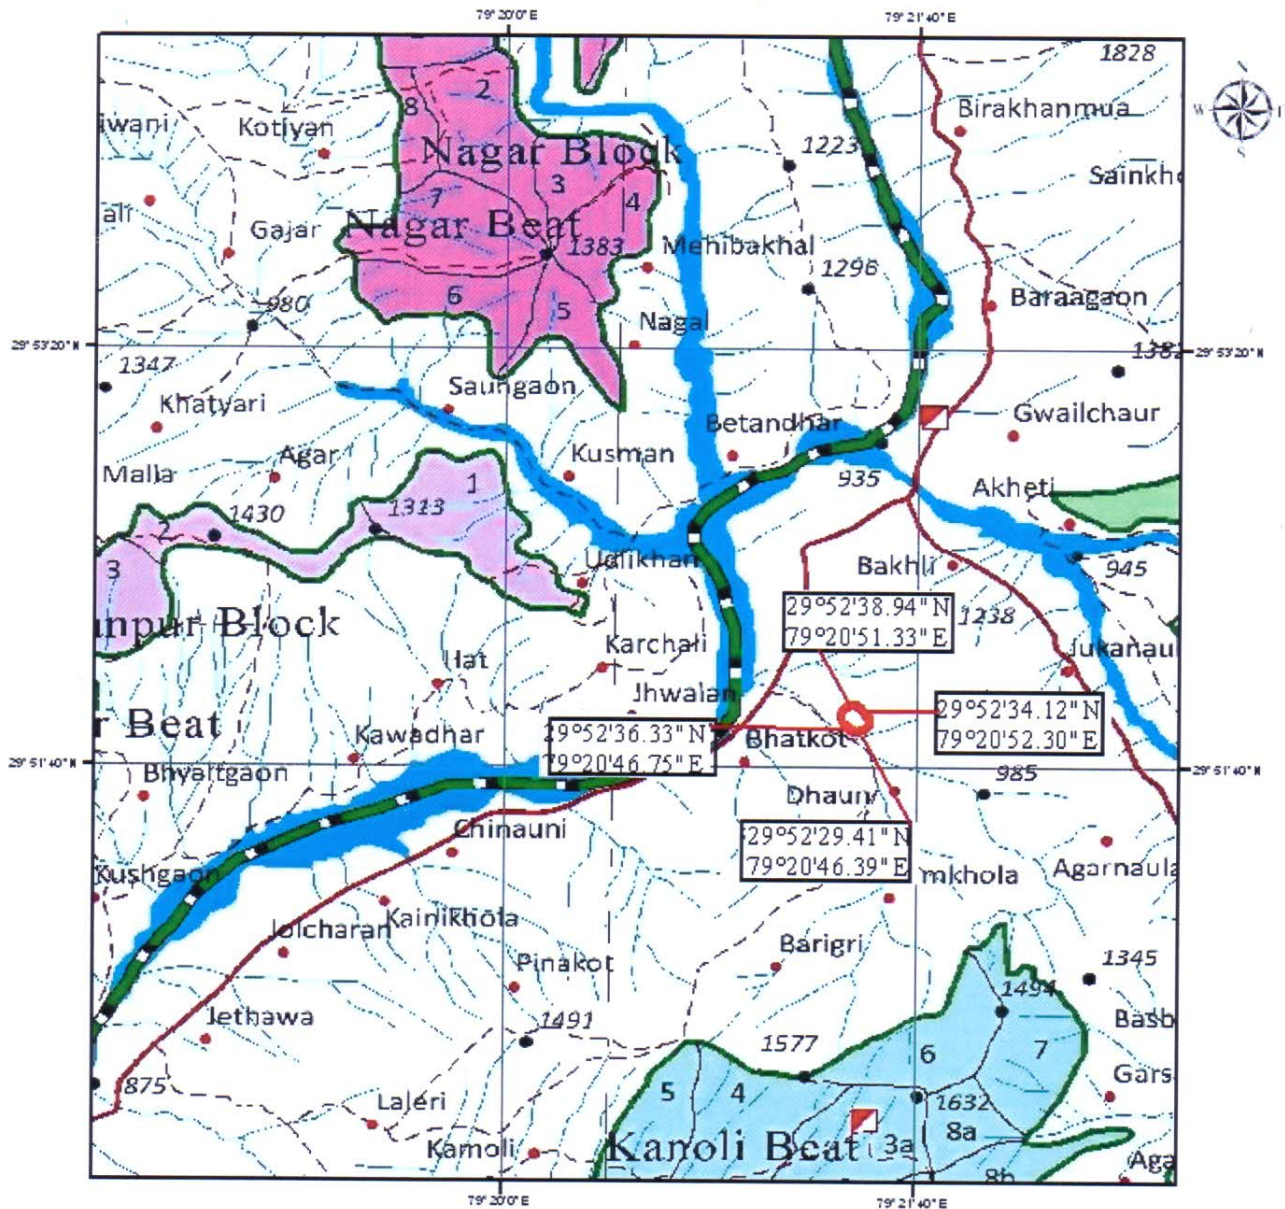 79°20'0"E
79°21'40"E
N
W
S
1828
Birakhanmua
iwani
Kotiyan
8
2
Nagar Block
1223
3
Sainkh
7
4
ali
Gajar
Nagar Beat
1383
Mehibakhal
1296
6
5
980
Baraagaon
Nagal
29°53'20"N
29°53'20"N
1347
1382
Saungaon
Khatyari
Betandhar
Gwailchaur
Agar
Kusman
Malla
1
935
Akheti
1430
1313
2
3
Udlikhan
Bakhli
945
29°52'38.94"N
79°20'51.33"E
1238
anpur Block
Karchali
Jukanau
Hat
Jhwalan
29°52'34.12"N
79°20'52.30"E
r Beat
29°52'36.33"N
79°20'46.75"E
Kawadhar
Bhatkot
29°51'40"N
29°51'40"N
985
Dhaun
Chinauni
29°52'29.41"N
79°20'46.39"E
Kushgaon
mkhola
Agarnaula
Kainikhola
Jolcharan
Barigri
Pinakot
1345
1494
Jethawa
1491
1577
6
7
Basb
875
5
4
Gars
Laleri
1632
Kamoli
Kanoli Beat
3a
8a
8b
Aga
79°20'0"E
79°21'40"E